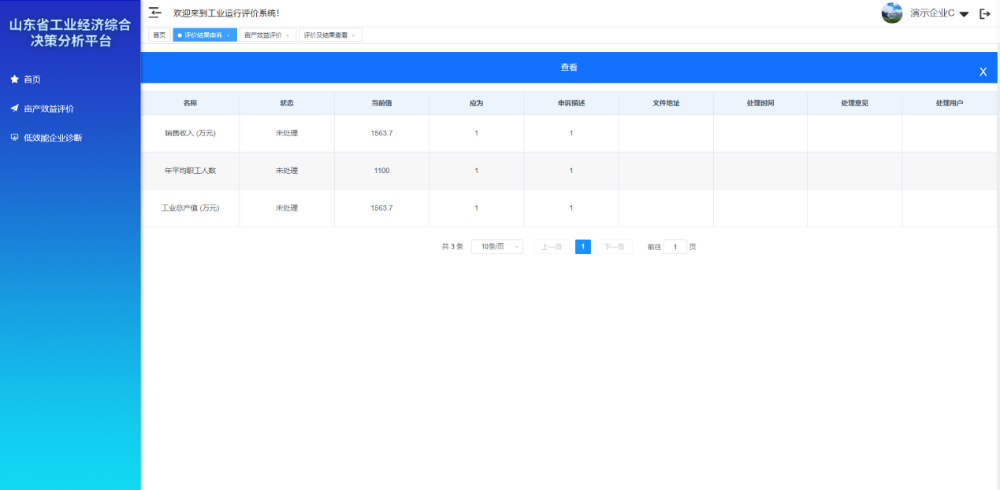 山东省工业经济综合
决策分析平台
首页
亩产效益评价
低效能企业诊断
欢迎来到工业运行评价系统!
演示企业C
首页 评价结果申诉 × 亩产效益评价 × 评价及结果查看 ×
查看
X
名称 状态 当前值 应为 申诉描述 文件地址 处理时间 处理意见 处理用户
销售收入 (万元) 未处理 1563.7 1 1
年平均职工人数 未处理 1100 1 1
工业总产值 (万元) 未处理 1563.7 1 1
共 3 条 10条/页 上一页 1 下一页 前往 1 页